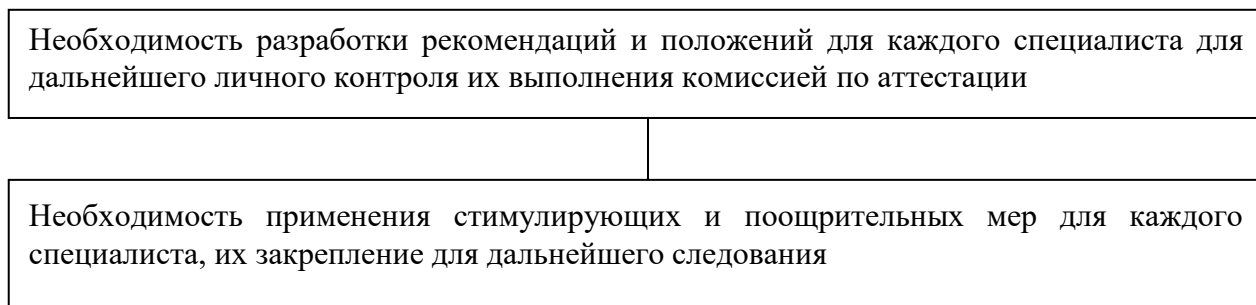 Необходимость разработки рекомендаций и положений для каждого специалиста для
дальнейшего личного контроля их выполнения комиссией по аттестации
Необходимость применения стимулирующих и поощрительных мер для каждого
специалиста, их закрепление для дальнейшего следования